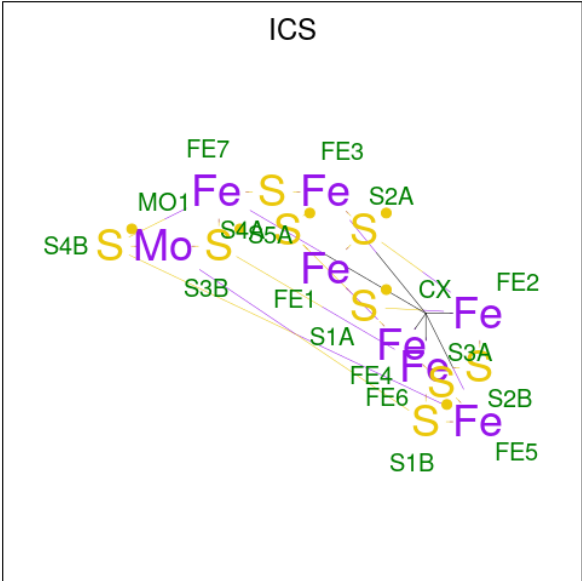 ICS
FE7
FE3
Fe
S
Fe
S2A
MO1
S4A
S5A
S
S
S4B
S
Mo
S
Fe
CX
FE2
S3B
FE1
S
Fe
S1A
Fe
S3A
FE4
Fe
S
FE6
S
S2B
S
Fe
S1B
FE5